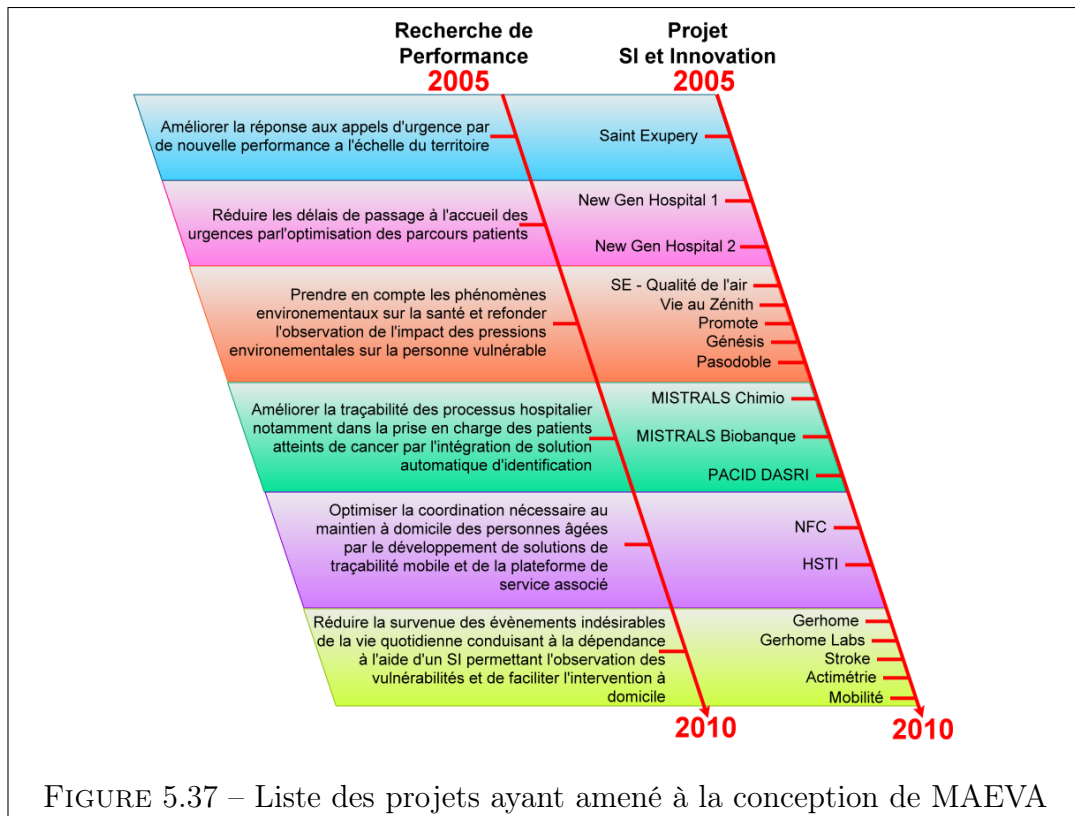 Recherche de
Performance
2005
Projet
SI et Innovation
2005
Améliorer la réponse aux appels d'urgence par
de nouvelle performance a l'échelle du territoire
Saint Exupery
Réduire les délais de passage à l'accueil des
urgences parl'optimisation des parcours patients
New Gen Hospital 1
New Gen Hospital 2
Prendre en compte les phénomènes
environementaux sur la santé et refonder
l'observation de l'impact des pressions
environementales sur la personne vulnérable
SE - Qualité de l'air
Vie au Zénith
Promote
Génésis
Pasodoble
Améliorer la traçabilité des processus hospitalier
notamment dans la prise en charge des patients
atteints de cancer par l'intégration de solution
automatique d'identification
MISTRALS Chimio
MISTRALS Biobanque
PACID DASRI
Optimiser la coordination nécessaire au
maintien à domicile des personnes âgées
par le développement de solutions de
traçabilité mobile et de la plateforme de
service associé
NFC
HSTI
Réduire la survenue des évènements indésirables
de la vie quotidienne conduisant à la dépendance
à l'aide d'un SI permettant l'observation des
vulnérabilités et de faciliter l'intervention à
domicile
Gerhome
Gerhome Labs
Stroke
Actimétrie
Mobilité
2010
2010
FIGURE 5.37 – Liste des projets ayant amené à la conception de MAEVA